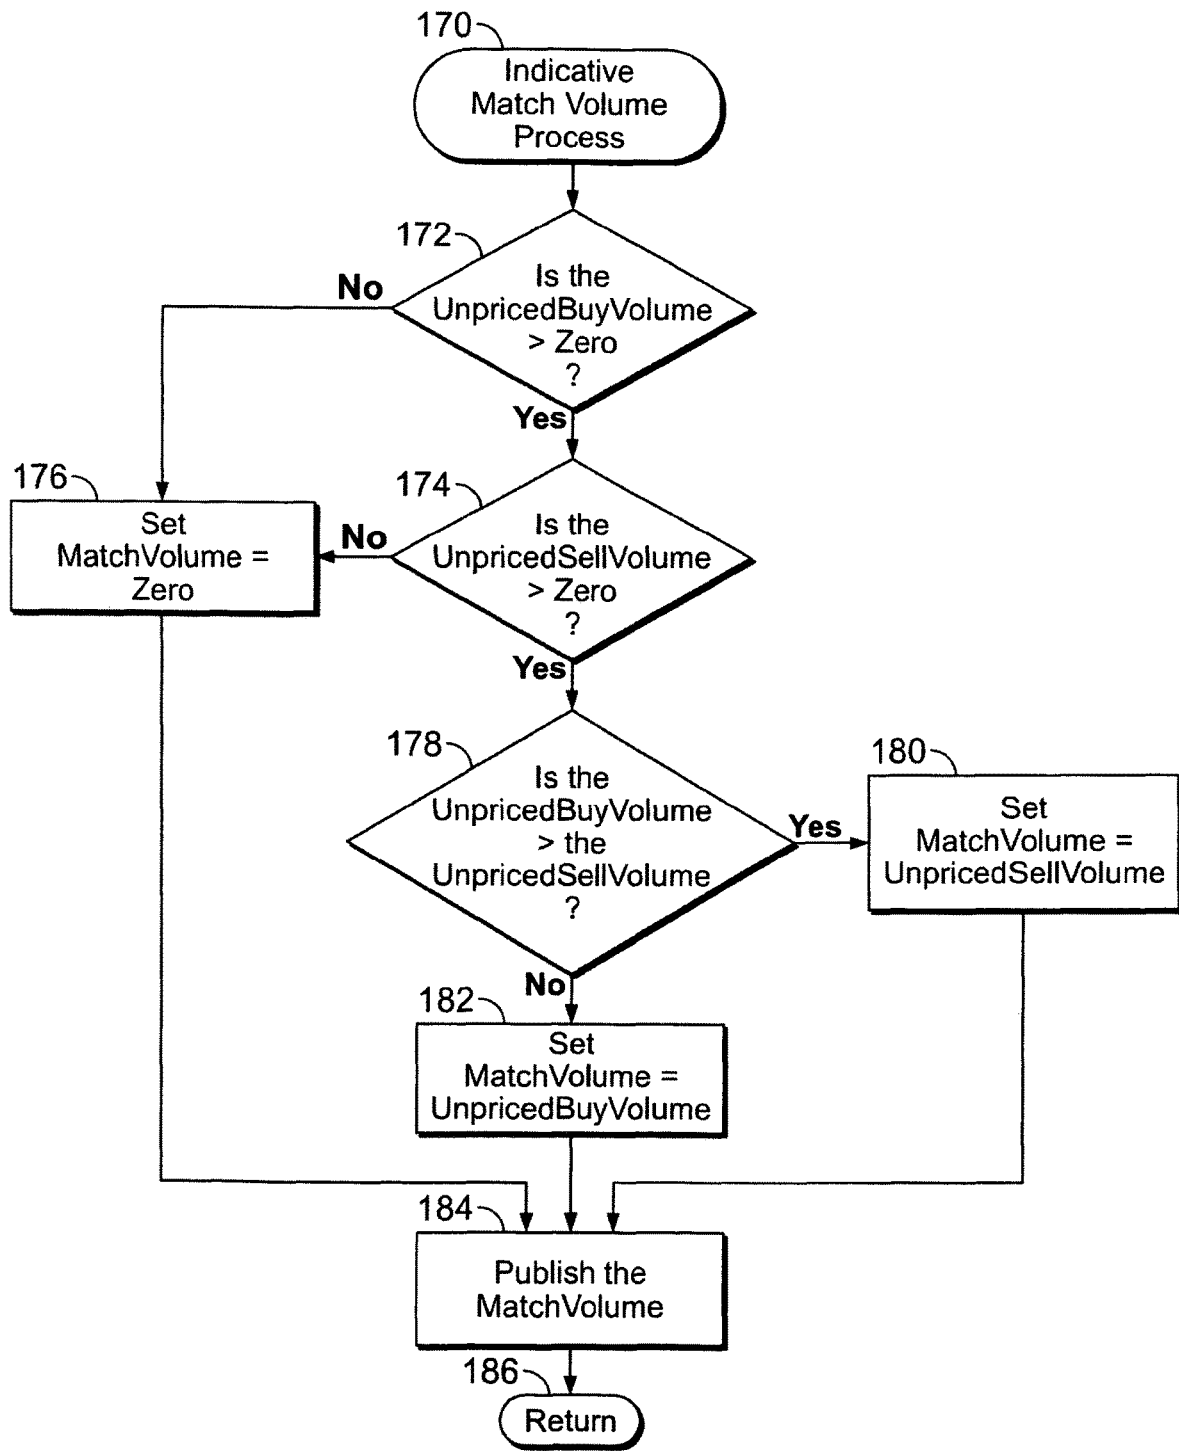 170
Indicative
Match Volume
Process
172
Is the
UnpricedBuyVolume
> Zero
?
No
Yes
174
Is the
UnpricedSellVolume
> Zero
?
No
176
Set
MatchVolume =
Zero
Yes
178
Is the
UnpricedBuyVolume
> the
UnpricedSellVolume
?
Yes
180
Set
MatchVolume =
UnpricedSellVolume
No
182
Set
MatchVolume =
UnpricedBuyVolume
184
Publish the
MatchVolume
186
Return